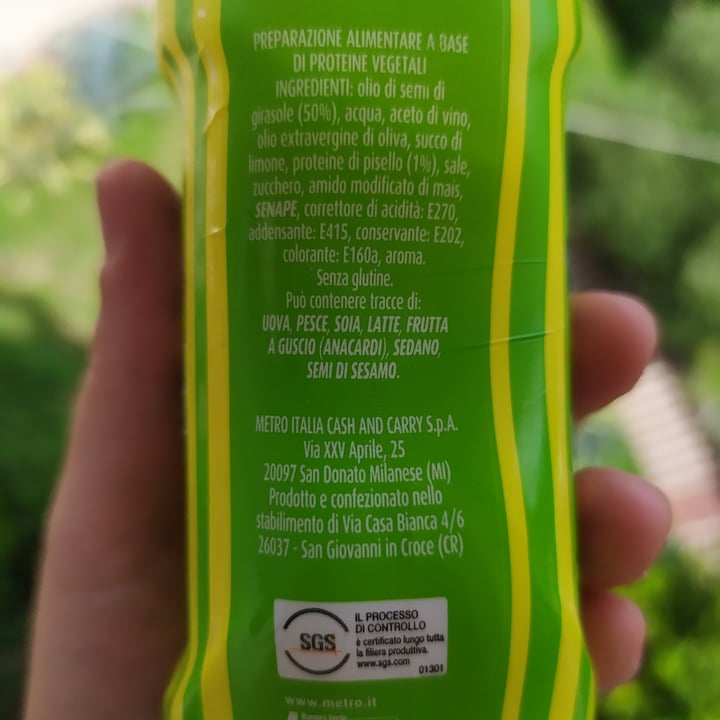 PREPARAZIONE ALIMENTARE A BASE
DI PROTEINE VEGETALI
INGREDIENTI: olio di semi di
girasole (50%), acqua, aceto di vino,
olio extravergine di oliva, succo di
limone, proteine di pisello (1%), sale,
zucchero, amido modificato di mais,
SENAPE, correttore di acidità: E270,
addensante: E415, conservante: E202,
colorante: E160a, aroma.
Senza glutine.
Può contenere tracce di:
UOVA, PESCE, SOIA, LATTE, FRUTTA
A GUSCIO (ANACARDI), SEDANO,
SEMI DI SESAMO.
METRO ITALIA CASH AND CARRY S.p.A.
Via XXV Aprile, 25
20097 San Donato Milanese (MI)
Prodotto e confezionato nello
stabilimento di Via Casa Bianca 4/6
26037 - San Giovanni in Croce (CR)
SGS
IL PROCESSO
DI CONTROLLO
è certificato lungo tutta
la filiera produttiva.
www.sgs.com
01301
www.metro.it
Numero Verde